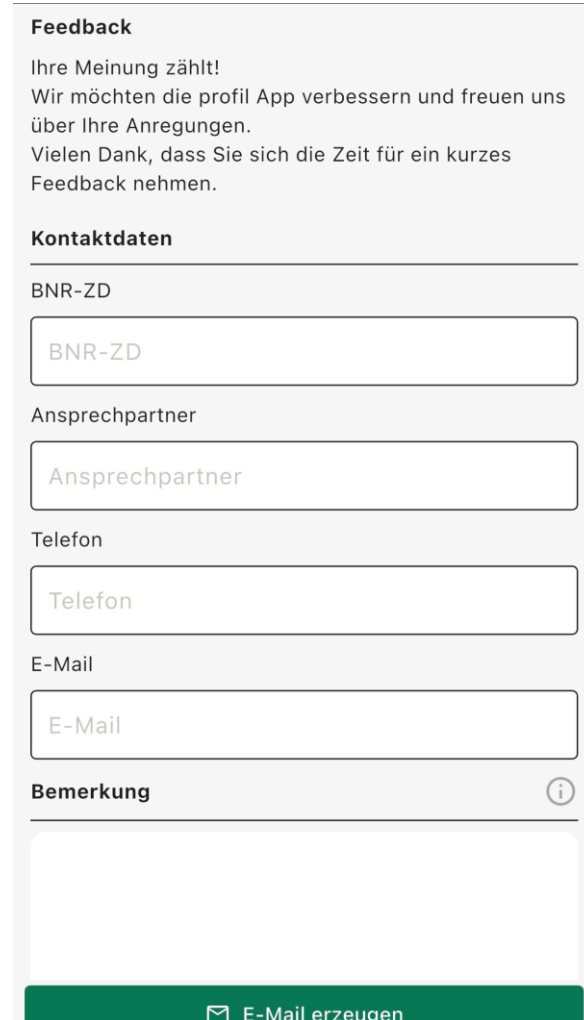 Feedback
Ihre Meinung zählt!
Wir möchten die profil App verbessern und freuen uns
über Ihre Anregungen.
Vielen Dank, dass Sie sich die Zeit für ein kurzes
Feedback nehmen.
Kontaktdaten
BNR-ZD
BNR-ZD
Ansprechpartner
Ansprechpartner
Telefon
Telefon
E-Mail
E-Mail
Bemerkung
E-Mail erzeugen